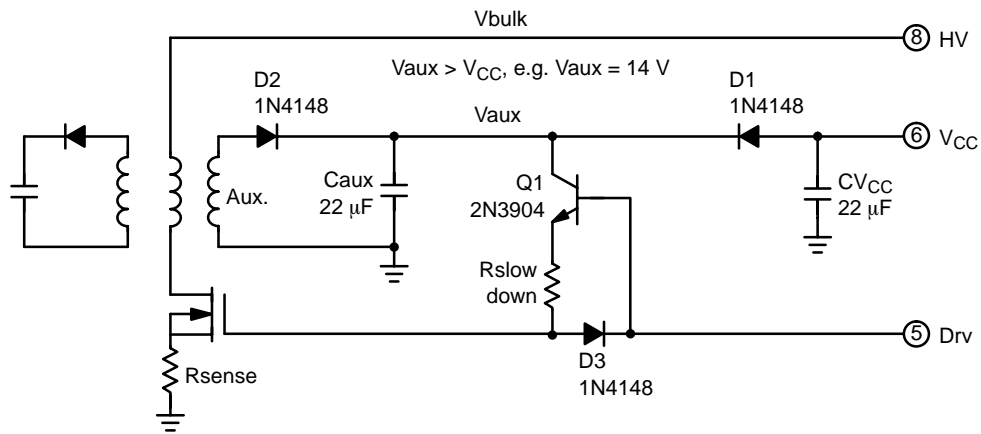 Vbulk
8 HV
Vaux > VCC, e.g. Vaux = 14 V
D2
1N4148
D1
1N4148
Vaux
6 VCC
Aux.
Caux
22 μF
Q1
2N3904
CVCC
22 μF
Rslow
down
5 Drv
D3
1N4148
Rsense